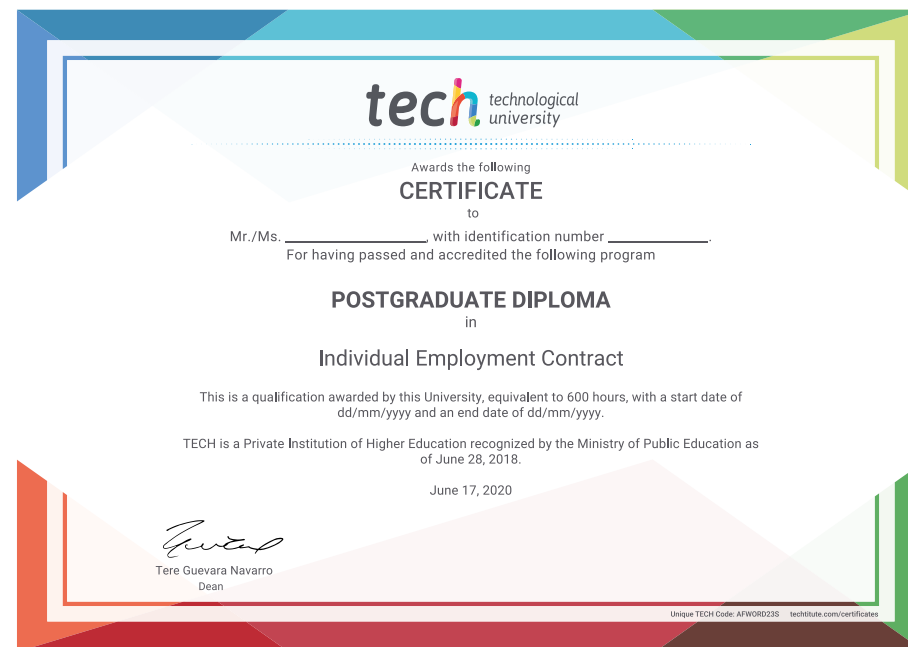 tech technological
university
Awards the following
CERTIFICATE
to
Mr./Ms. ____________________, with identification number ______________.
For having passed and accredited the following program
POSTGRADUATE DIPLOMA
in
Individual Employment Contract
This is a qualification awarded by this University, equivalent to 600 hours, with a start date of
dd/mm/yyyy and an end date of dd/mm/yyyy.
TECH is a Private Institution of Higher Education recognized by the Ministry of Public Education as
of June 28, 2018.
June 17, 2020
Tere Guevara Navarro
Dean
Unique TECH Code: AFWORD23S techtitute.com/certificates